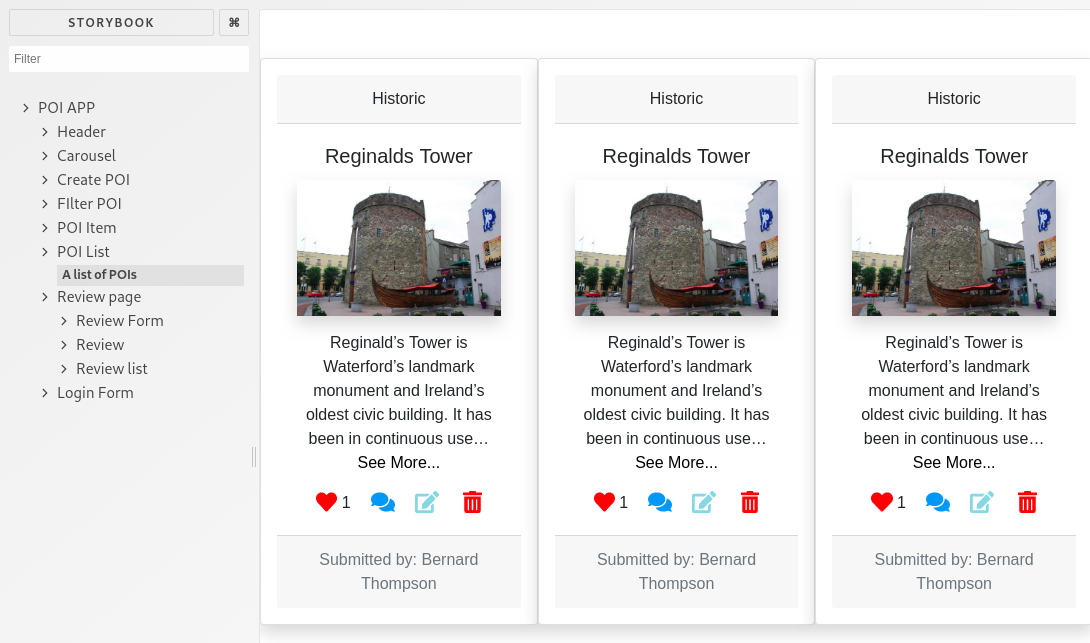 STORYBOOK
⌘
Filter
POI APP
Header
Carousel
Create POI
FIlter POI
POI Item
POI List
A list of POIs
Review page
Review Form
Review
Review list
Login Form
Historic
Reginalds Tower
Reginald’s Tower is
Waterford’s landmark
monument and Ireland’s
oldest civic building. It has
been in continuous use…
See More...
1
Submitted by: Bernard
Thompson
Historic
Reginalds Tower
Reginald’s Tower is
Waterford’s landmark
monument and Ireland’s
oldest civic building. It has
been in continuous use…
See More...
1
Submitted by: Bernard
Thompson
Historic
Reginalds Tower
Reginald’s Tower is
Waterford’s landmark
monument and Ireland’s
oldest civic building. It has
been in continuous use…
See More...
1
Submitted by: Bernard
Thompson